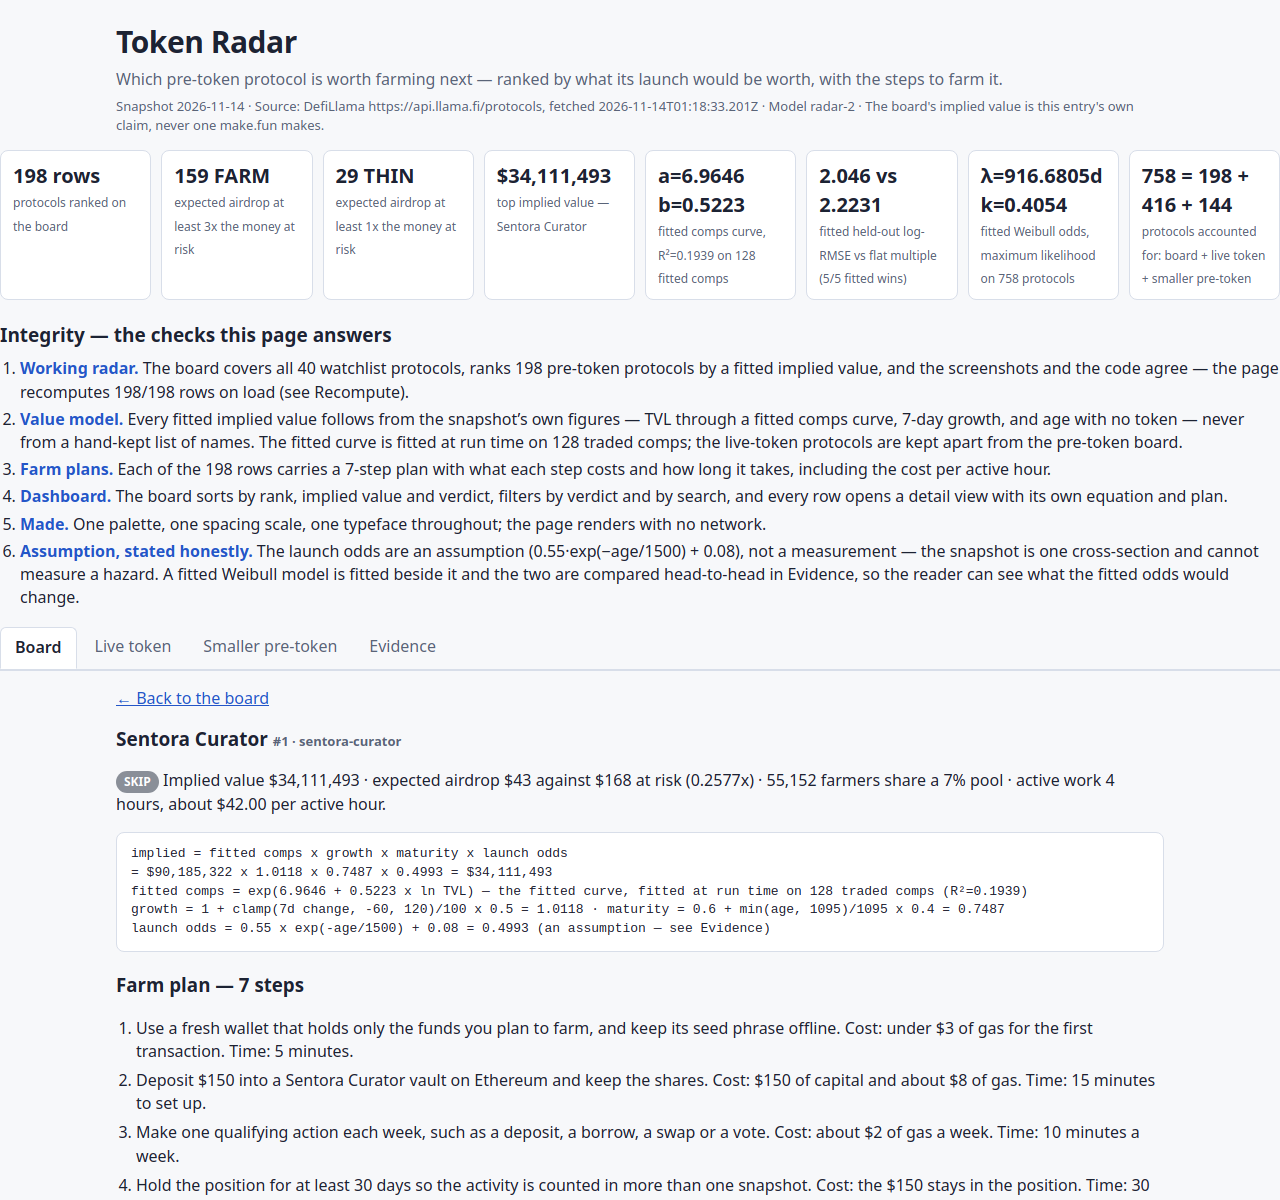 Token Radar
Which pre-token protocol is worth farming next — ranked by what its launch would be worth, with the steps to farm it.
Snapshot 2026-11-14 · Source: DefiLlama https://api.llama.fi/protocols, fetched 2026-11-14T01:18:33.201Z · Model radar-2 · The board's implied value is this entry's own
claim, never one make.fun makes.
198 rows
protocols ranked on
the board
159 FARM
expected airdrop at
least 3x the money at
risk
29 THIN
expected airdrop at
least 1x the money at
risk
$34,111,493
top implied value —
Sentora Curator
a=6.9646
b=0.5223
fitted comps curve,
R²=0.1939 on 128
fitted comps
2.046 vs
2.2231
fitted held-out log-
RMSE vs flat multiple
(5/5 fitted wins)
λ=916.6805d
k=0.4054
fitted Weibull odds,
maximum likelihood
on 758 protocols
758 = 198 +
416 + 144
protocols accounted
for: board + live token
+ smaller pre-token
Integrity — the checks this page answers
1. Working radar. The board covers all 40 watchlist protocols, ranks 198 pre-token protocols by a fitted implied value, and the screenshots and the code agree — the page
recomputes 198/198 rows on load (see Recompute).
2. Value model. Every fitted implied value follows from the snapshot’s own figures — TVL through a fitted comps curve, 7-day growth, and age with no token — never
from a hand-kept list of names. The fitted curve is fitted at run time on 128 traded comps; the live-token protocols are kept apart from the pre-token board.
3. Farm plans. Each of the 198 rows carries a 7-step plan with what each step costs and how long it takes, including the cost per active hour.
4. Dashboard. The board sorts by rank, implied value and verdict, filters by verdict and by search, and every row opens a detail view with its own equation and plan.
5. Made. One palette, one spacing scale, one typeface throughout; the page renders with no network.
6. Assumption, stated honestly. The launch odds are an assumption (0.55·exp(−age/1500) + 0.08), not a measurement — the snapshot is one cross-section and cannot
measure a hazard. A fitted Weibull model is fitted beside it and the two are compared head-to-head in Evidence, so the reader can see what the fitted odds would
change.
Board Live token Smaller pre-token Evidence
← Back to the board
Sentora Curator #1 · sentora-curator
SKIP Implied value $34,111,493 · expected airdrop $43 against $168 at risk (0.2577x) · 55,152 farmers share a 7% pool · active work 4
hours, about $42.00 per active hour.
implied = fitted comps x growth x maturity x launch odds
= $90,185,322 x 1.0118 x 0.7487 x 0.4993 = $34,111,493
fitted comps = exp(6.9646 + 0.5223 x ln TVL) — the fitted curve, fitted at run time on 128 traded comps (R²=0.1939)
growth = 1 + clamp(7d change, -60, 120)/100 x 0.5 = 1.0118 · maturity = 0.6 + min(age, 1095)/1095 x 0.4 = 0.7487
launch odds = 0.55 x exp(-age/1500) + 0.08 = 0.4993 (an assumption — see Evidence)
Farm plan — 7 steps
1. Use a fresh wallet that holds only the funds you plan to farm, and keep its seed phrase offline. Cost: under $3 of gas for the first
transaction. Time: 5 minutes.
2. Deposit $150 into a Sentora Curator vault on Ethereum and keep the shares. Cost: $150 of capital and about $8 of gas. Time: 15 minutes
to set up.
3. Make one qualifying action each week, such as a deposit, a borrow, a swap or a vote. Cost: about $2 of gas a week. Time: 10 minutes a
week.
4. Hold the position for at least 30 days so the activity is counted in more than one snapshot. Cost: the $150 stays in the position. Time: 30